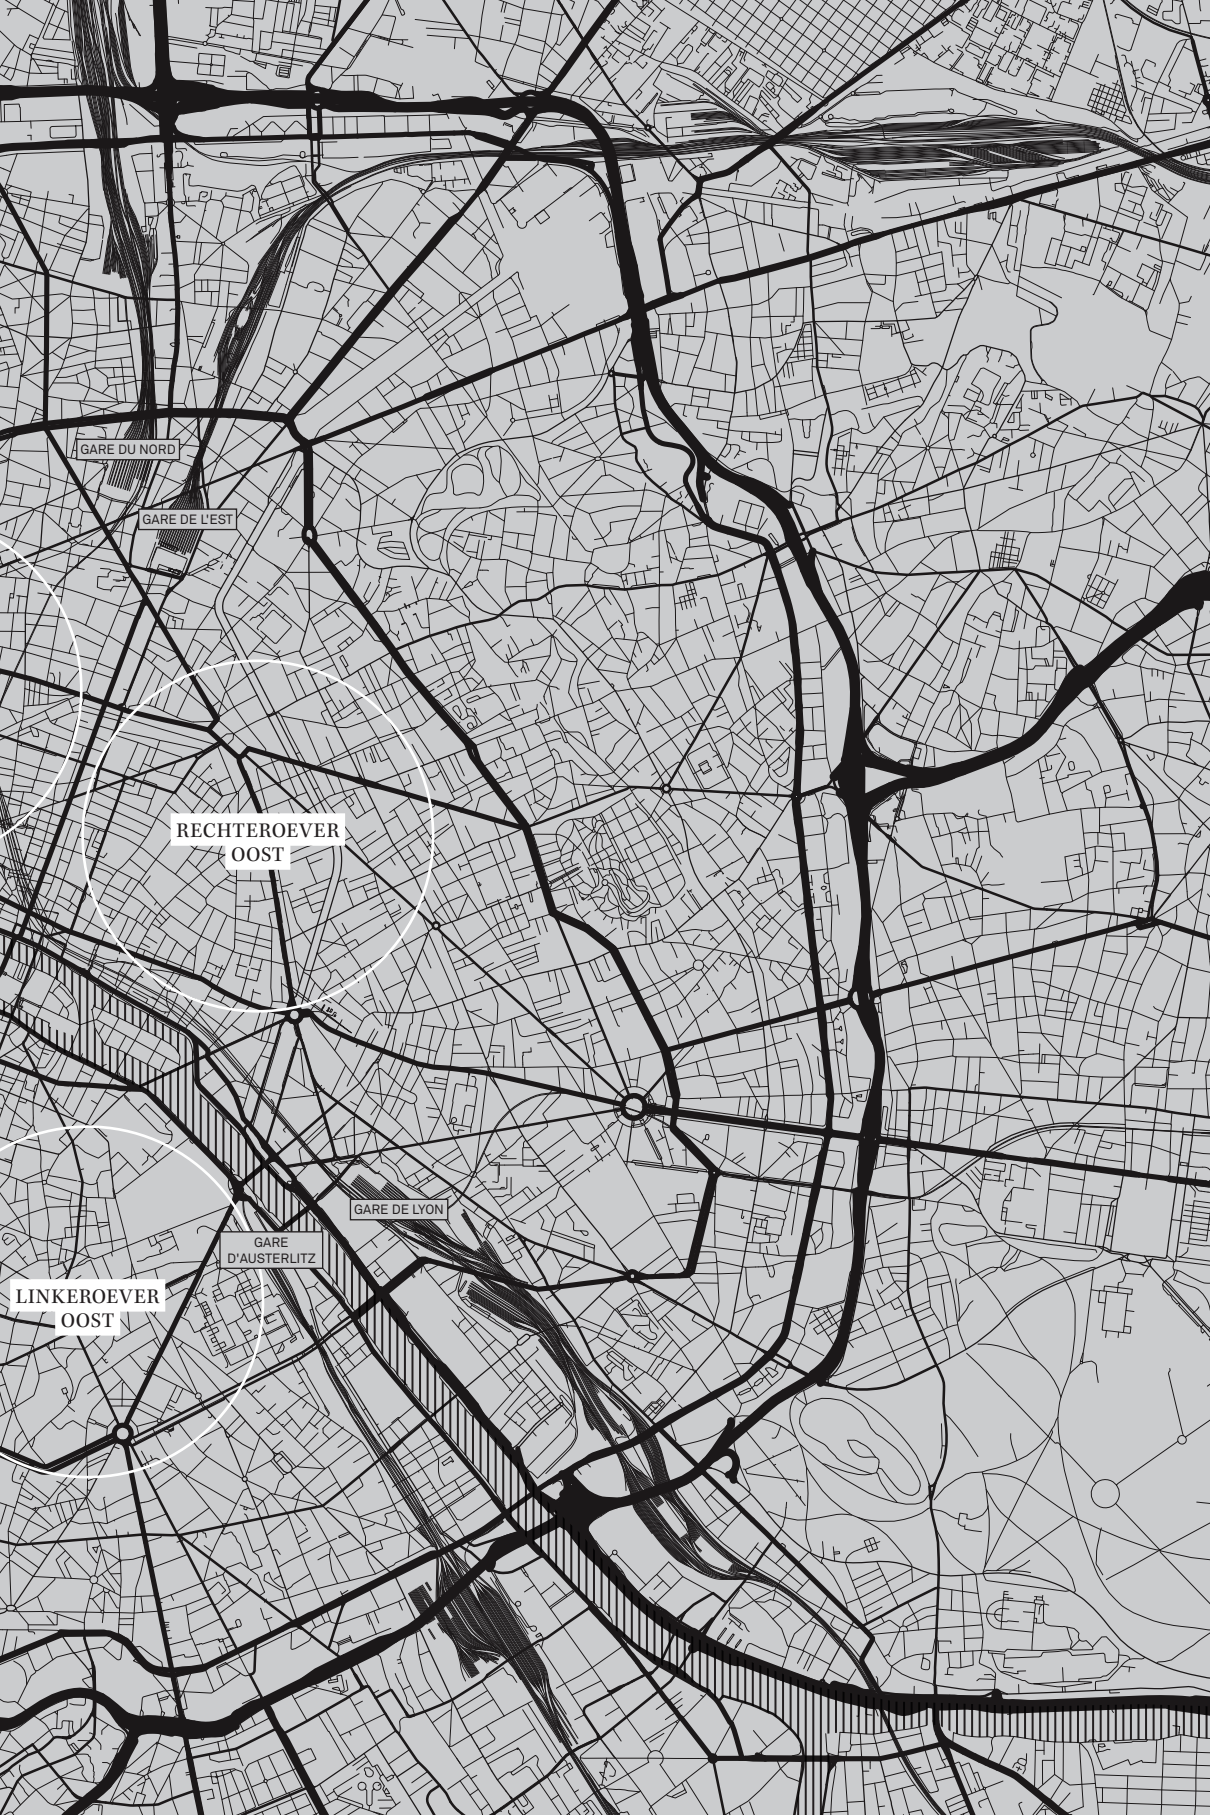 GARE DU NORD
GARE DE L'EST
RECHTEROEVER
OOST
GARE DE LYON
GARE
D'AUSTERLITZ
LINKEROEVER
OOST